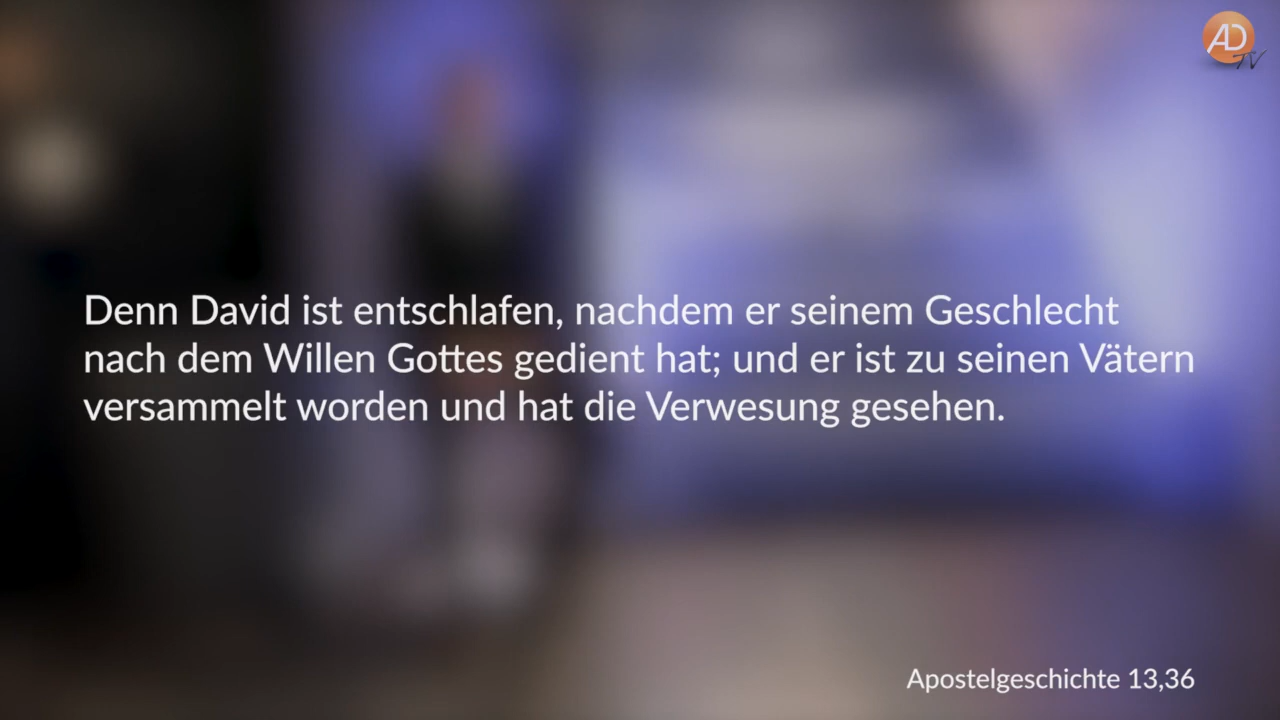 AD
TV
Denn David ist entschlafen, nachdem er seinem Geschlecht
nach dem Willen Gottes gedient hat; und er ist zu seinen Vätern
versammelt worden und hat die Verwesung gesehen.
Apostelgeschichte 13,36